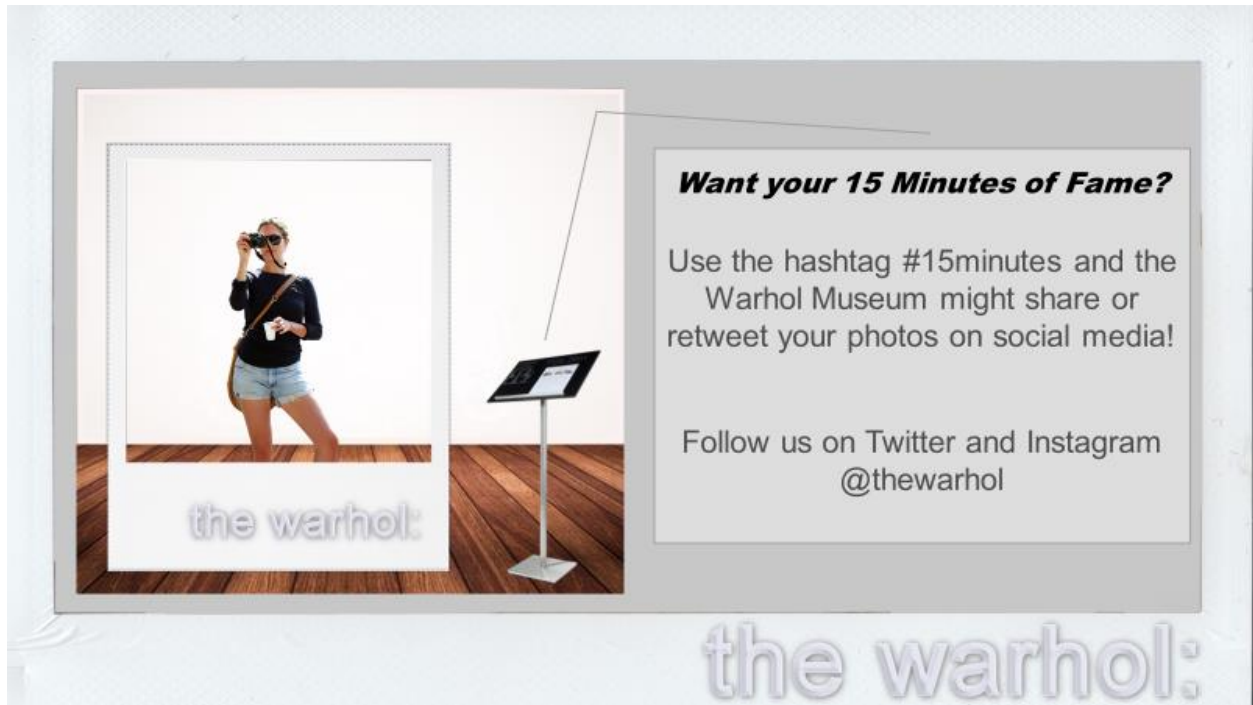 the warhol:
Want your 15 Minutes of Fame?
Use the hashtag #15minutes and the
Warhol Museum might share or
retweet your photos on social media!
Follow us on Twitter and Instagram
@thewarhol
the warhol: